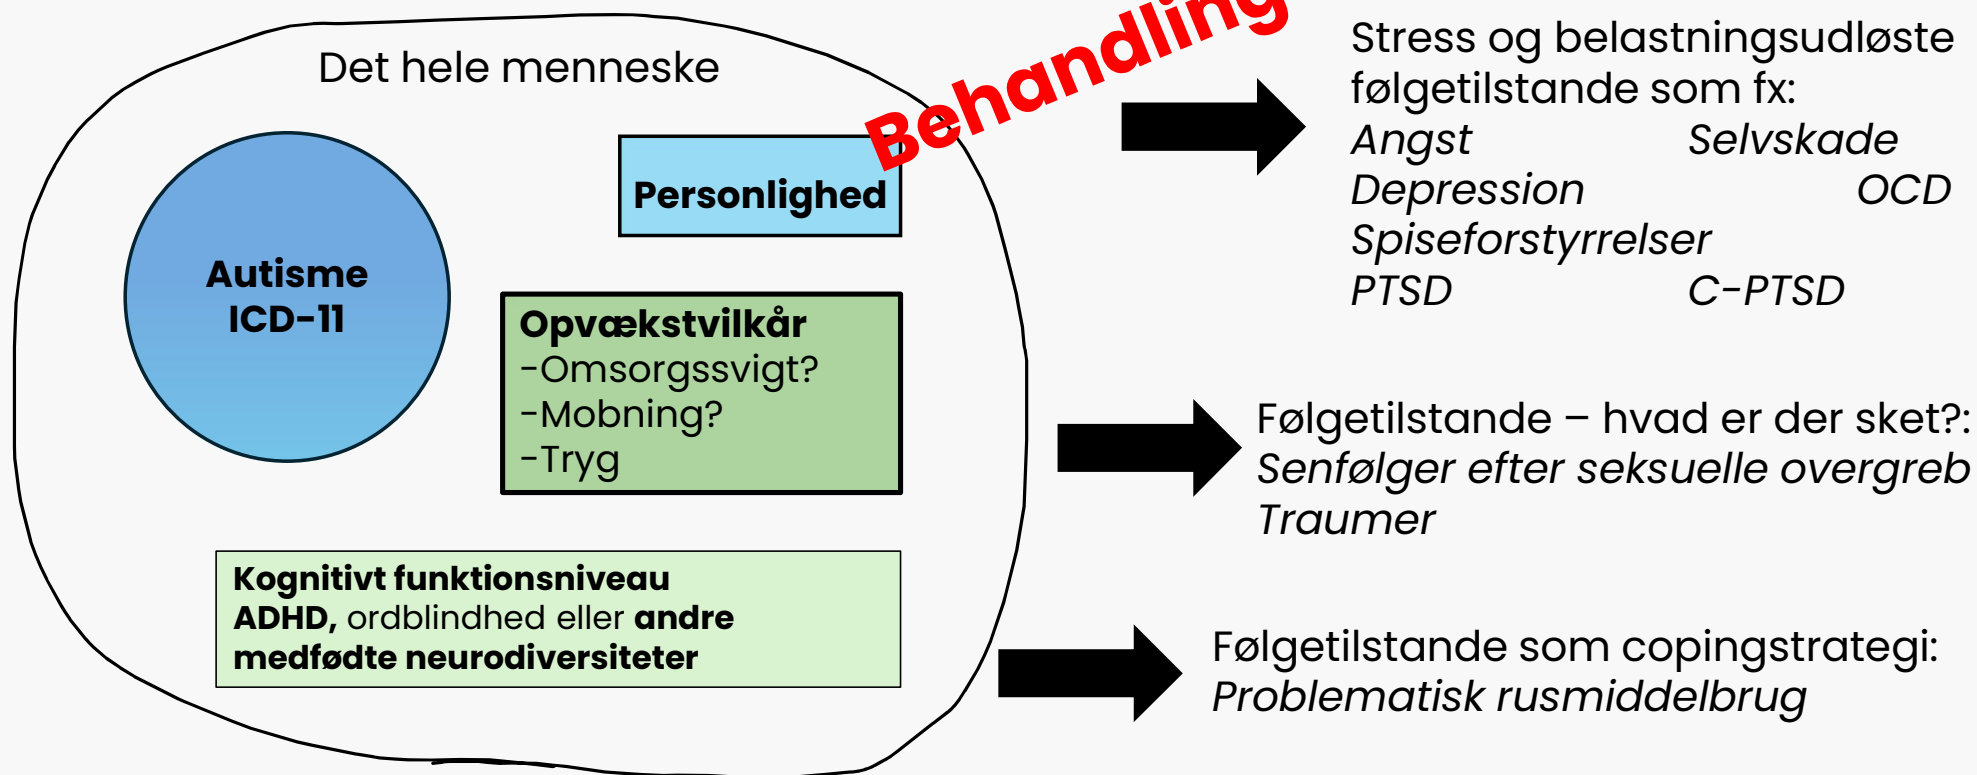 Det hele menneske
Behandling
Autisme
ICD-11
Personlighed
Opvækstvilkår
-Omsorgssvigt?
-Mobning?
-Tryg
Kognitivt funktionsniveau
ADHD, ordblindhed eller andre
medfødte neurodiversiteter
Stress og belastningsudløste
følgetilstande som fx:
Angst Selvskade
Depression OCD
Spiseforstyrrelser
PTSD C-PTSD
Følgetilstande – hvad er der sket?:
Senfølger efter seksuelle overgreb
Traumer
Følgetilstande som copingstrategi:
Problematisk rusmiddelbrug